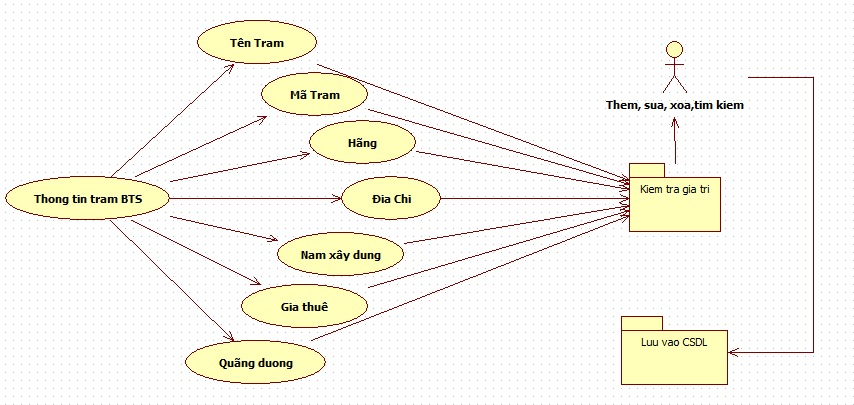 Tên Tram
Mã Tram
Them, sua, xoa,tim kiem
Hãng
Thong tin tram BTS
Đia Chi
Kiem tra gia tri
Nam xây dung
Gia thuê
Quãng duong
Luu vao CSDL